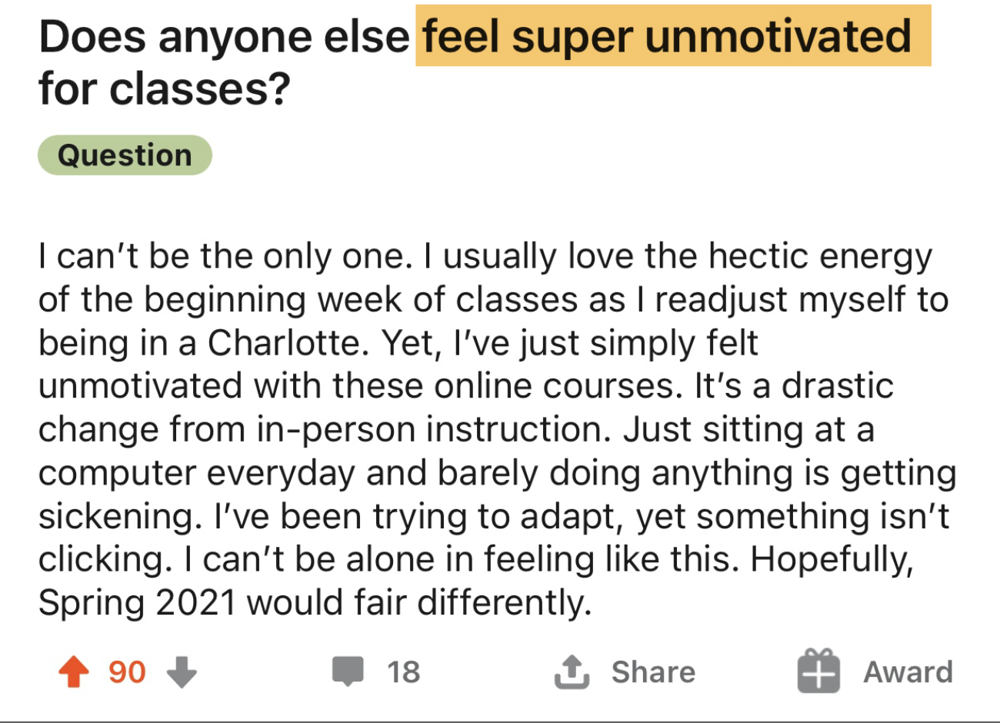 Does anyone else feel super unmotivated
for classes?
Question
I can't be the only one. I usually love the hectic energy
of the beginning week of classes as I readjust myself to
being in a Charlotte. Yet, I've just simply felt
unmotivated with these online courses. It's a drastic
change from in-person instruction. Just sitting at a
computer everyday and barely doing anything is getting
sickening. I've been trying to adapt, yet something isn't
clicking. I can't be alone in feeling like this. Hopefully,
Spring 2021 would fair differently.
90 18 Share Award